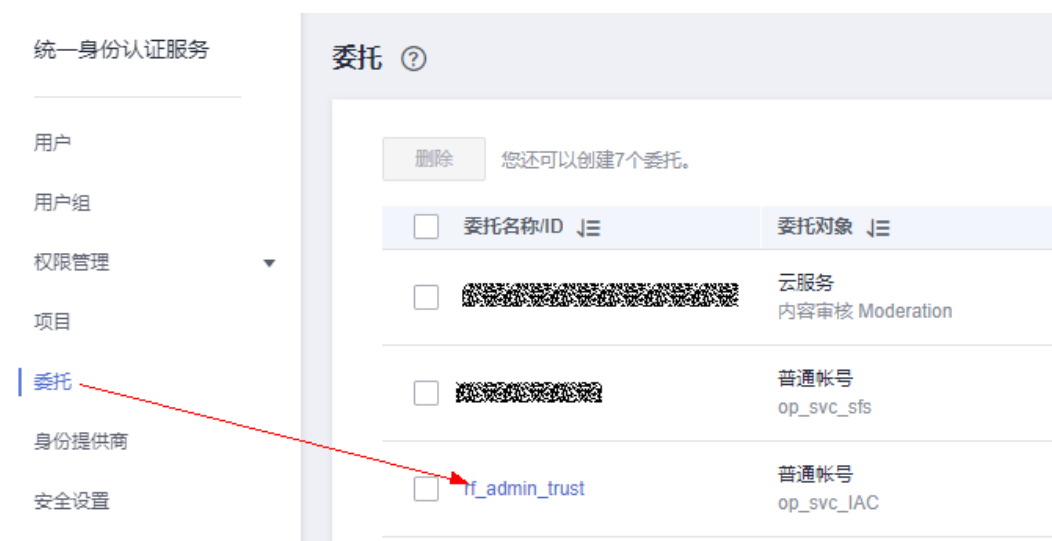 统一身份认证服务
用户
用户组
权限管理
项目
委托
身份提供商
安全设置
委托 ?
删除 您还可以创建7个委托。
委托名称/ID 委托对象
云服务
内容审核 Moderation
普通帐号
op_svc_sfs
rf_admin_trust 普通帐号
op_svc_IAC